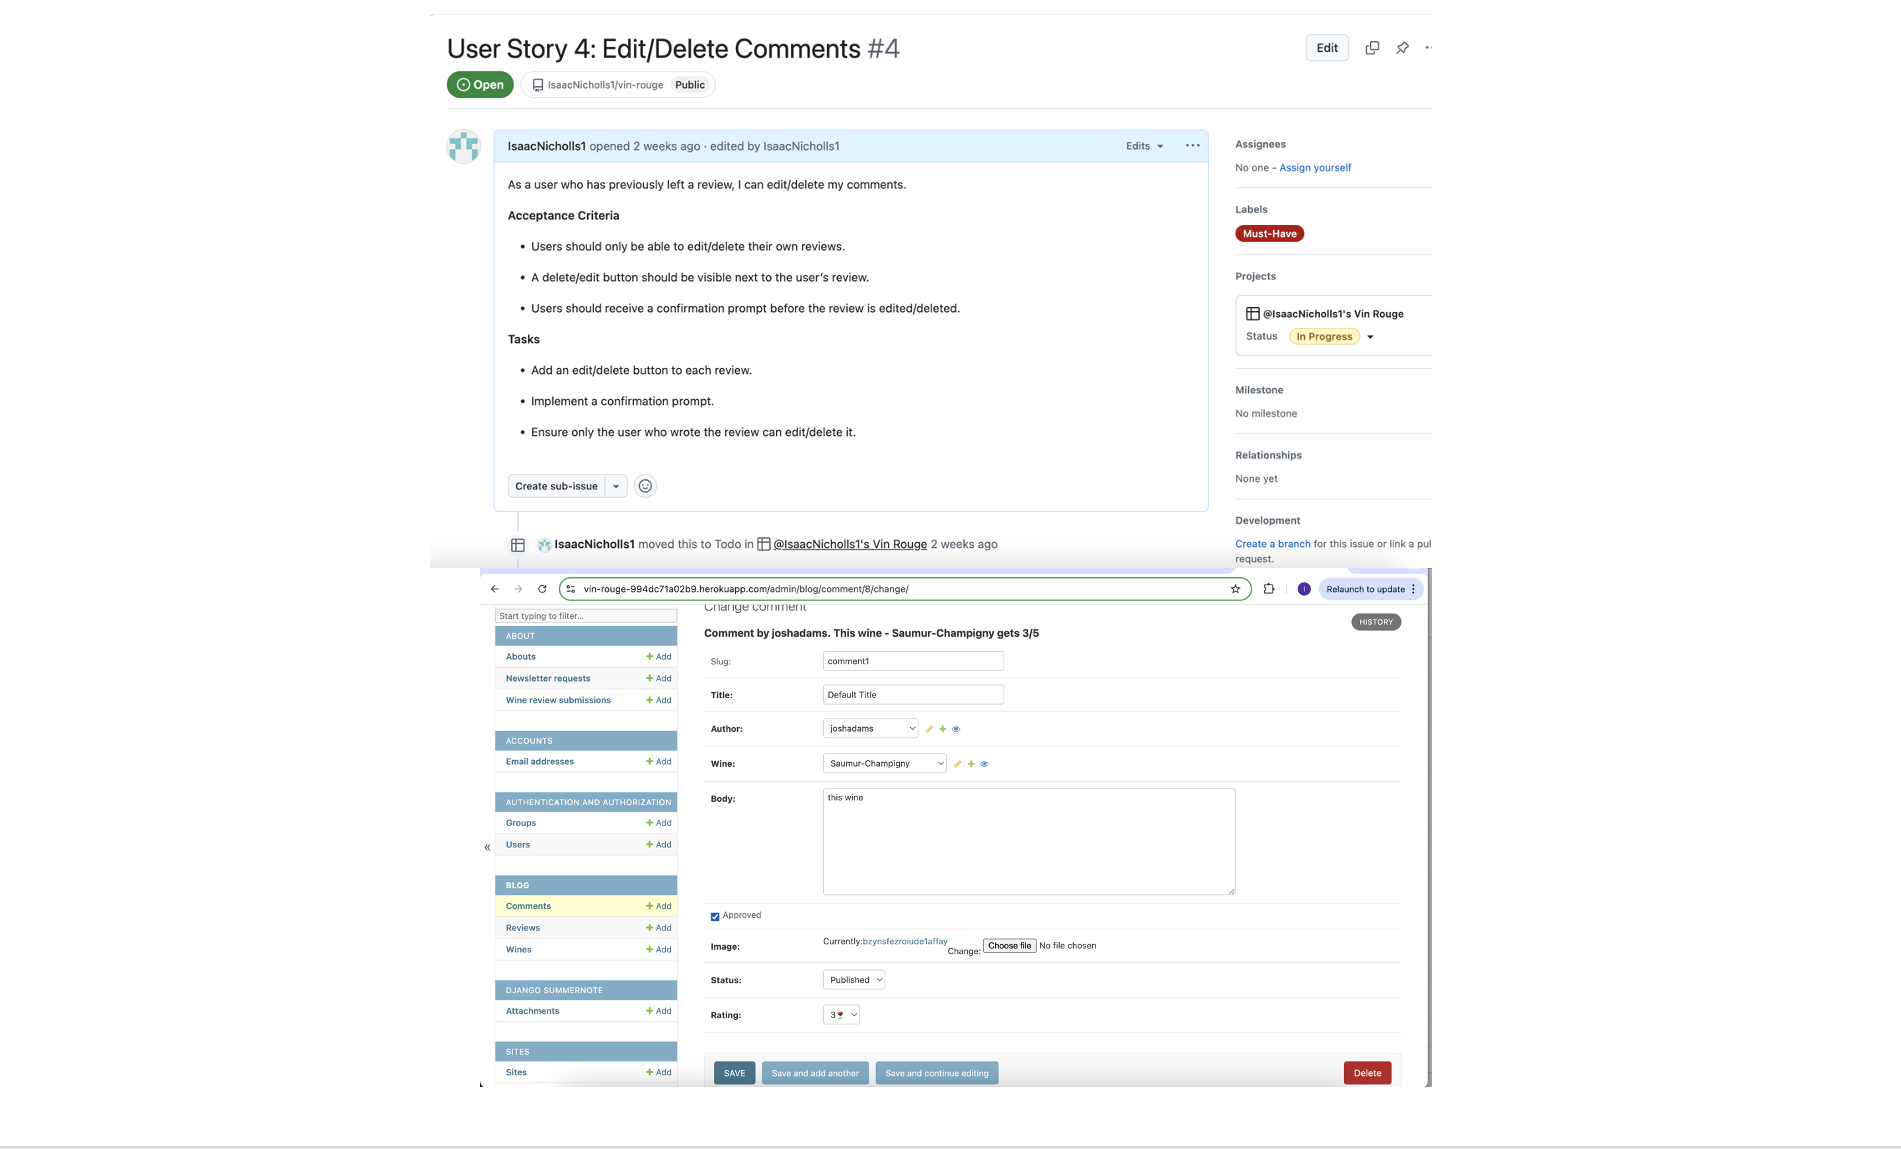 User Story 4: Edit/Delete Comments #4
Edit
Open
IsaacNicholls1/vin-rouge Public
IsaacNicholls1 opened 2 weeks ago · edited by IsaacNicholls1
Edits
As a user who has previously left a review, I can edit/delete my comments.
Acceptance Criteria
• Users should only be able to edit/delete their own reviews.
• A delete/edit button should be visible next to the user's review.
• Users should receive a confirmation prompt before the review is edited/deleted.
Tasks
• Add an edit/delete button to each review.
• Implement a confirmation prompt.
• Ensure only the user who wrote the review can edit/delete it.
Create sub-issue
IsaacNicholls1 moved this to Todo in @IsaacNicholls1's Vin Rouge 2 weeks ago
Assignees
No one - Assign yourself
Labels
Must-Have
Projects
@IsaacNicholls1's Vin Rouge
Status In Progress
Milestone
No milestone
Relationships
None yet
Development
Create a branch for this issue or link a pul
request.
vin-rouge-994dc71a02b9.herokuapp.com/admin/blog/comment/8/change/
Relaunch to update
Start typing to filter...
ABOUT
Abouts + Add
Newsletter requests + Add
Wine review submissions + Add
ACCOUNTS
Email addresses + Add
AUTHENTICATION AND AUTHORIZATION
Groups + Add
Users + Add
«
BLOG
Comments + Add
Reviews + Add
Wines + Add
DJANGO SUMMERNOTE
Attachments + Add
SITES
Sites + Add
Change comment
HISTORY
Comment by joshadams. This wine - Saumur-Champigny gets 3/5
Slug: comment1
Title: Default Title
Author: joshadams
Wine: Saumur-Champigny
Body: this wine
Approved
Image: Currently:bzynsfezroiude1affay
Change: Choose file No file chosen
Status: Published
Rating: 3🍷
SAVE
Save and add another
Save and continue editing
Delete